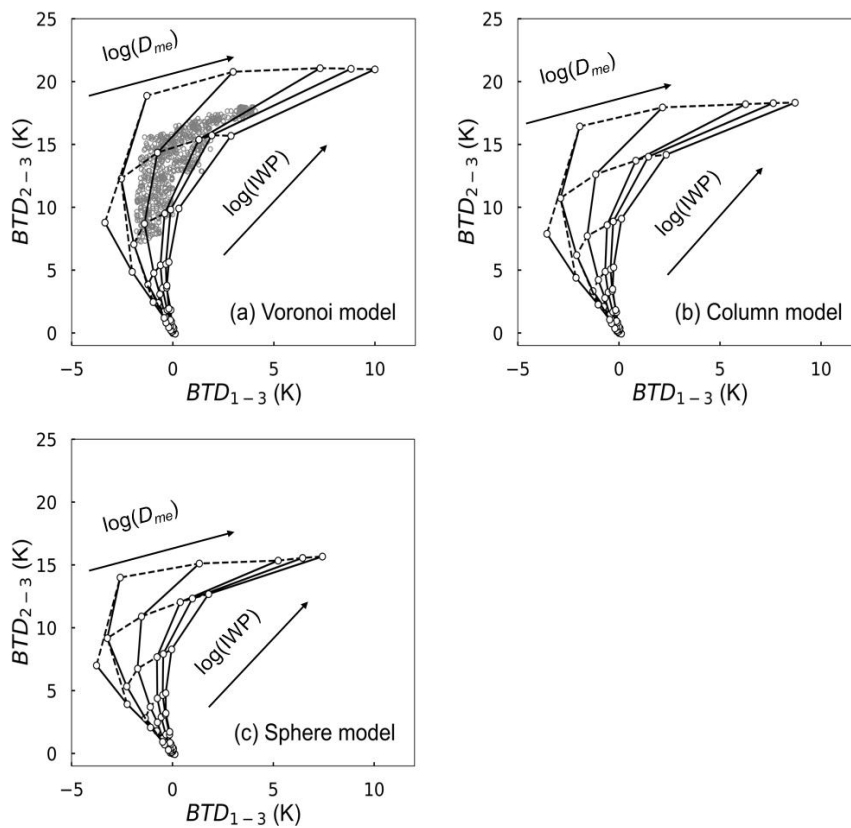 25
20
15
10
5
0
−5
0
5
10
BTD₂₋₃ (K)
BTD₁₋₃ (K)
log(Dₘₑ)
log(IWP)
(a) Voronoi model
25
20
15
10
5
0
−5
0
5
10
BTD₂₋₃ (K)
BTD₁₋₃ (K)
log(Dₘₑ)
log(IWP)
(b) Column model
25
20
15
10
5
0
−5
0
5
10
BTD₂₋₃ (K)
BTD₁₋₃ (K)
log(Dₘₑ)
log(IWP)
(c) Sphere model